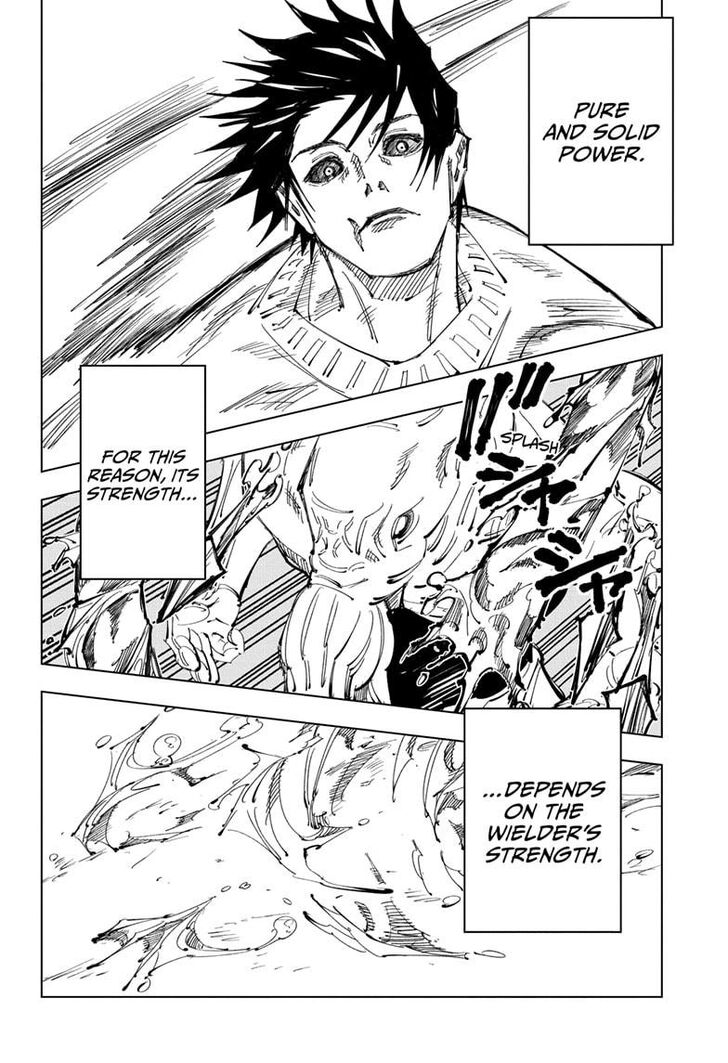 PURE
AND SOLID
POWER.
FOR THIS
REASON, ITS
STRENGTH...
SPLASH
バシャシャ
...DEPENDS
ON THE
WIELDER'S
STRENGTH.